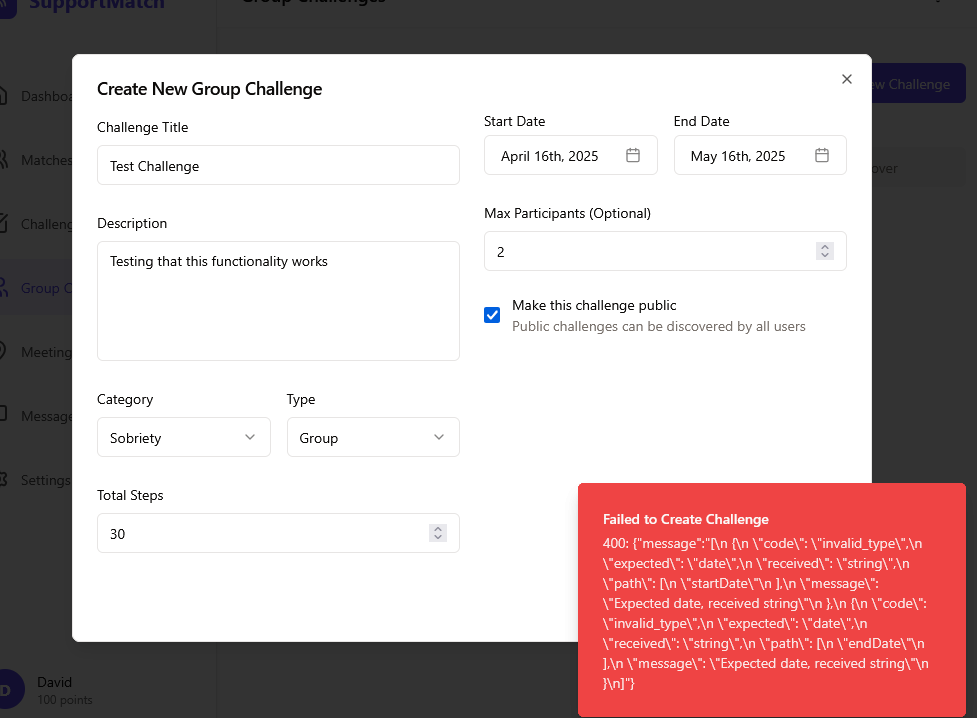 SupportMatch
Group Challenges
Create New Group Challenge
ew Challenge
Dashboa
Matches
Challeng
Group C
Meeting
Message
Settings
over
Challenge Title
Test Challenge
Description
Testing that this functionality works
Category
Type
Sobriety
Group
Total Steps
30
Start Date
End Date
April 16th, 2025
May 16th, 2025
Max Participants (Optional)
2
Make this challenge public
Public challenges can be discovered by all users
Failed to Create Challenge
400: {"message":"[\n {\n \"code\": \"invalid_type\",\n
\"expected\": \"date\",\n \"received\": \"string\",\n
\"path\": [\n \"startDate\"\n ],\n \"message\":
\"Expected date, received string\"\n },\n {\n \"code\":
\"invalid_type\",\n \"expected\": \"date\",\n
\"received\": \"string\",\n \"path\": [\n \"endDate\"\n
],\n \"message\": \"Expected date, received string\"\n
}\n]"}
D
David
100 points